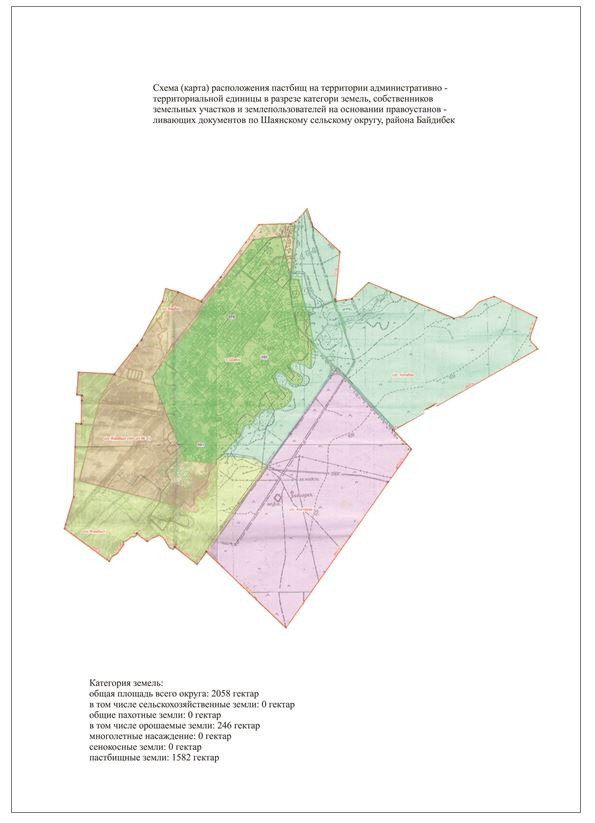 Схема (карта) расположения пастбищ на территории административно -
территориальной единицы в разрезе категори земель, собственников
земельных участков и землепользователей на основании правоустанов -
ливающих документов по Шаянскому сельскому округу, района Байдибек
Категория земель:
общая площадь всего округа: 2058 гектар
в том числе сельскохозяйственные земли: 0 гектар
общие пахотные земли: 0 гектар
в том числе орошаемые земли: 246 гектар
многолетные насаждение: 0 гектар
сенокосные земли: 0 гектар
пастбищные земли: 1582 гектар